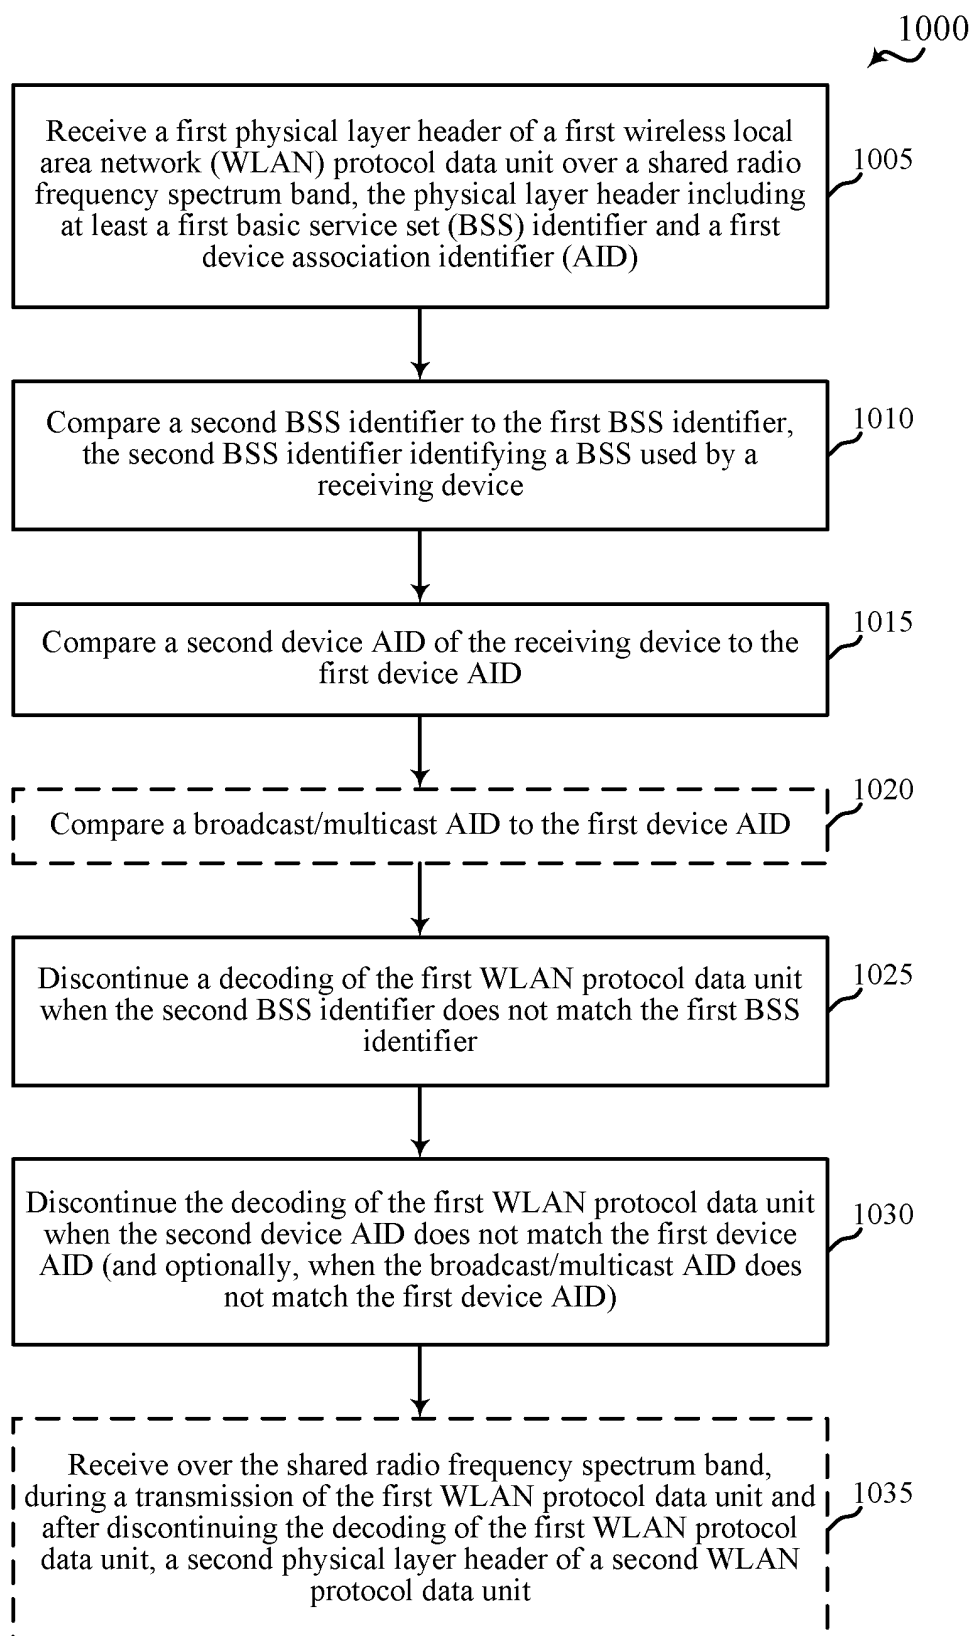 1000
Receive a first physical layer header of a first wireless local
area network (WLAN) protocol data unit over a shared radio
frequency spectrum band, the physical layer header including
at least a first basic service set (BSS) identifier and a first
device association identifier (AID)
1005
Compare a second BSS identifier to the first BSS identifier,
the second BSS identifier identifying a BSS used by a
receiving device
1010
Compare a second device AID of the receiving device to the
first device AID
1015
Compare a broadcast/multicast AID to the first device AID
1020
Discontinue a decoding of the first WLAN protocol data unit
when the second BSS identifier does not match the first BSS
identifier
1025
Discontinue the decoding of the first WLAN protocol data unit
when the second device AID does not match the first device
AID (and optionally, when the broadcast/multicast AID does
not match the first device AID)
1030
Receive over the shared radio frequency spectrum band,
during a transmission of the first WLAN protocol data unit and
after discontinuing the decoding of the first WLAN protocol
data unit, a second physical layer header of a second WLAN
protocol data unit
1035